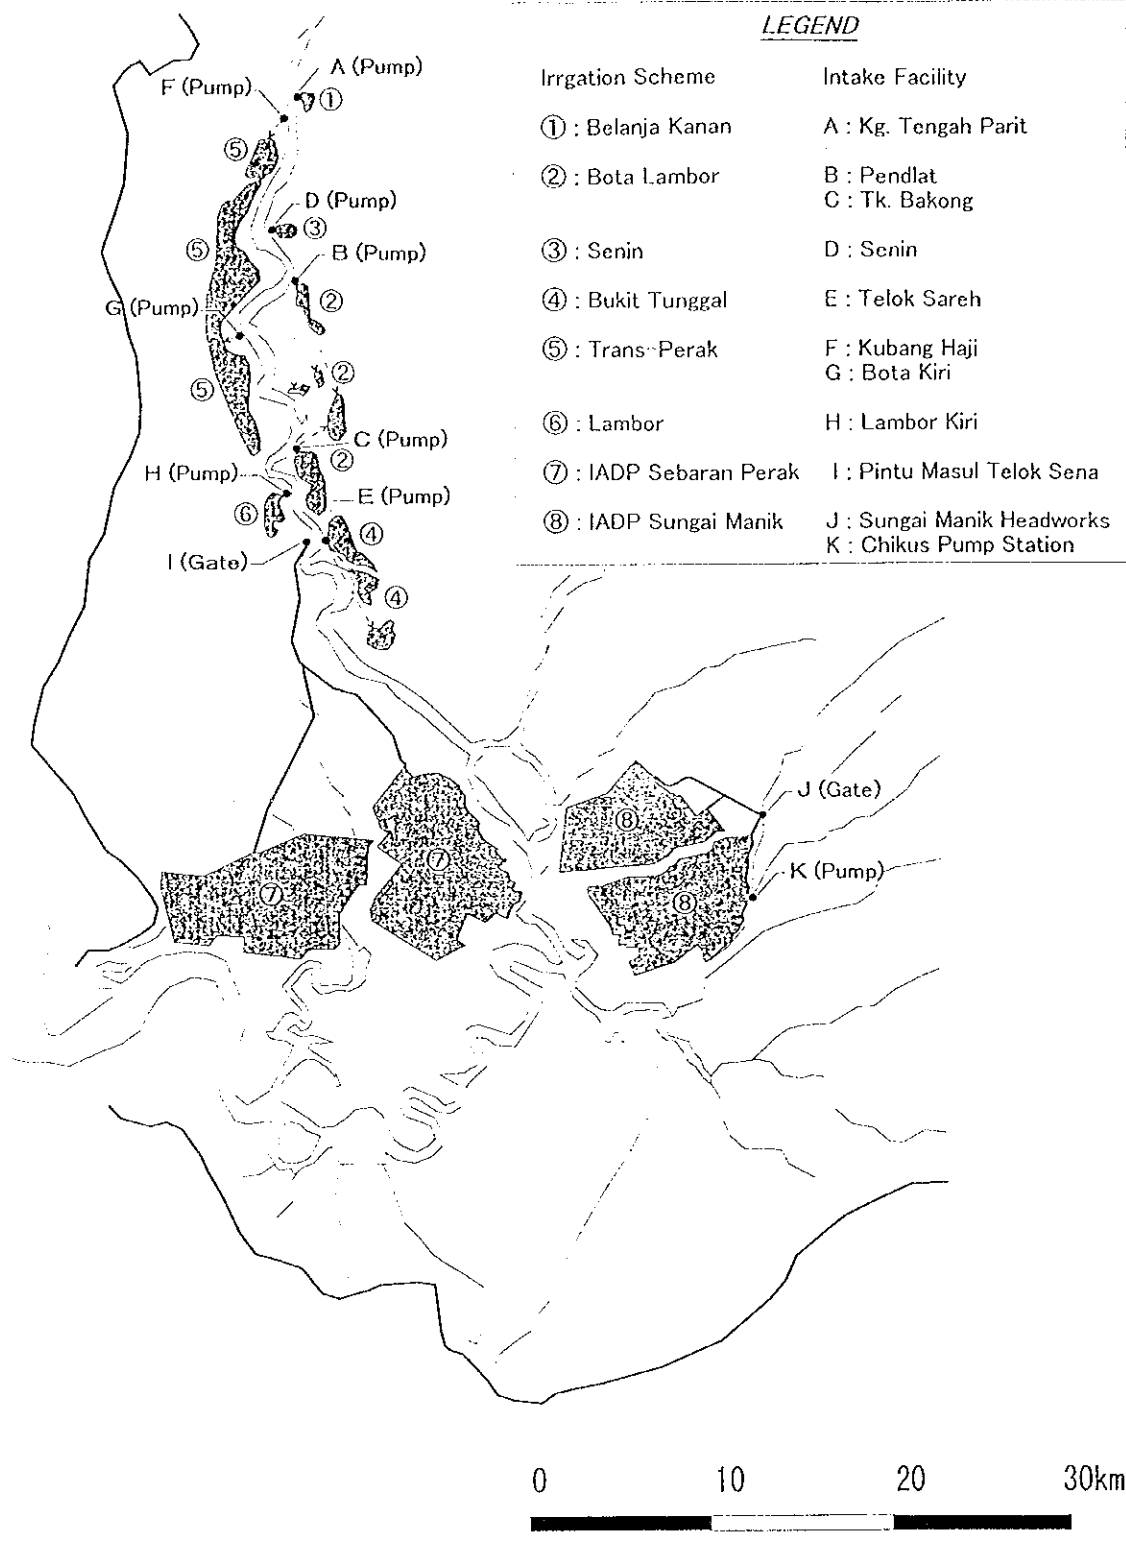 LEGEND
Irrgation Scheme Intake Facility
① : Belanja Kanan A : Kg. Tengah Parit
② : Bota Lambor B : Pendlat
C : Tk. Bakong
③ : Senin D : Senin
④ : Bukit Tunggal E : Telok Sareh
⑤ : Trans-Perak F : Kubang Haji
G : Bota Kiri
⑥ : Lambor H : Lambor Kiri
⑦ : IADP Sebaran Perak I : Pintu Masul Telok Sena
⑧ : IADP Sungai Manik J : Sungai Manik Headworks
K : Chikus Pump Station
A (Pump)
F (Pump)
①
⑤
D (Pump)
③
⑤
B (Pump)
②
G (Pump)
②
⑤
C (Pump)
②
H (Pump)
E (Pump)
⑥
④
I (Gate)
④
J (Gate)
⑧
⑦
K (Pump)
⑦
⑧
0 10 20 30km